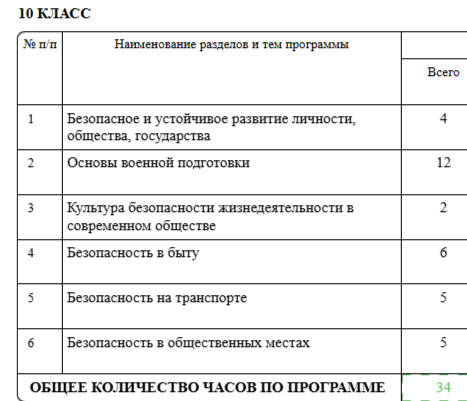 10 КЛАСС
№ п/п Наименование разделов и тем программы
Всего
1 Безопасное и устойчивое развитие личности, 4
общества, государства
2 Основы военной подготовки 12
3 Культура безопасности жизнедеятельности в 2
современном обществе
4 Безопасность в быту 6
5 Безопасность на транспорте 5
6 Безопасность в общественных местах 5
ОБЩЕЕ КОЛИЧЕСТВО ЧАСОВ ПО ПРОГРАММЕ 34